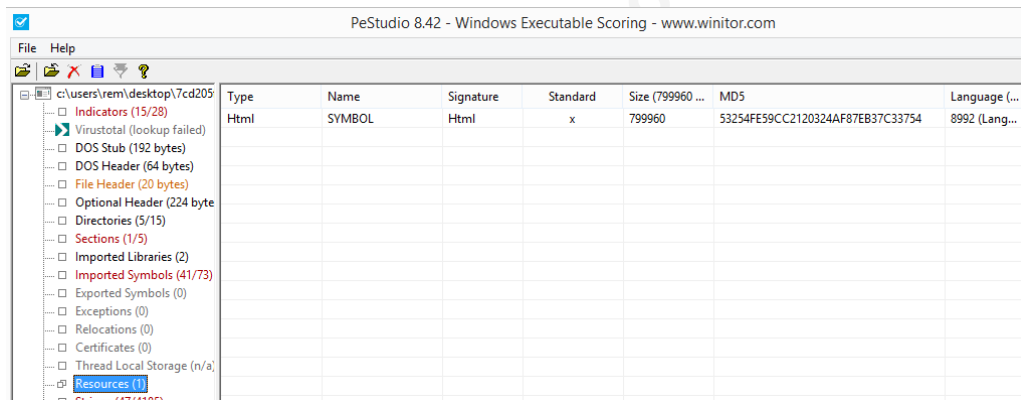 PeStudio 8.42 - Windows Executable Scoring - www.winitor.com
File Help
c:\users\rem\desktop\7cd205
Type Name Signature Standard Size (799960 ... MD5 Language (...
Html SYMBOL Html x 799960 53254FE59CC2120324AF87EB37C33754 8992 (Lang...
Indicators (15/28)
Virustotal (lookup failed)
DOS Stub (192 bytes)
DOS Header (64 bytes)
File Header (20 bytes)
Optional Header (224 byte
Directories (5/15)
Sections (1/5)
Imported Libraries (2)
Imported Symbols (41/73)
Exported Symbols (0)
Exceptions (0)
Relocations (0)
Certificates (0)
Thread Local Storage (n/a)
Resources (1)